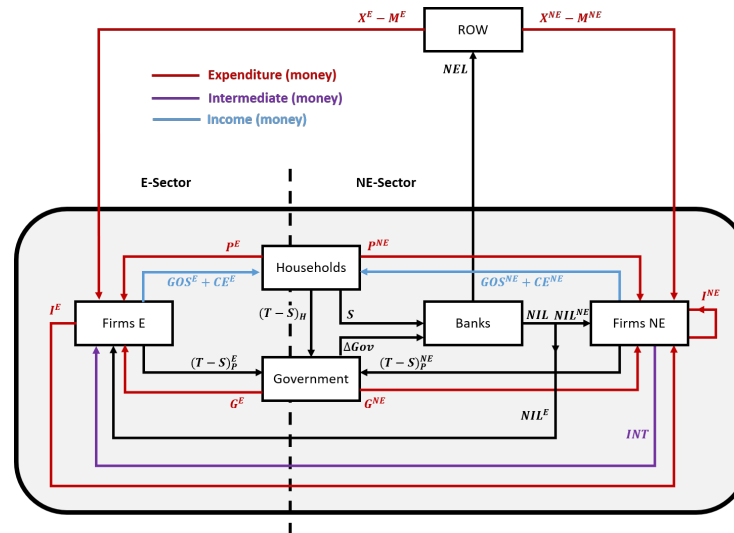 X^E − M^E
ROW
X^NE − M^NE
NEL
Expenditure (money)
Intermediate (money)
Income (money)
E-Sector
NE-Sector
P^E
Households
P^NE
GOS^E + CE^E
GOS^NE + CE^NE
I^E
I^NE
Firms E
(T − S)_H
S
Banks
NIL
NIL^NE
Firms NE
ΔGov
(T − S)_P^E
Government
(T − S)_P^NE
G^E
G^NE
NIL^E
INT